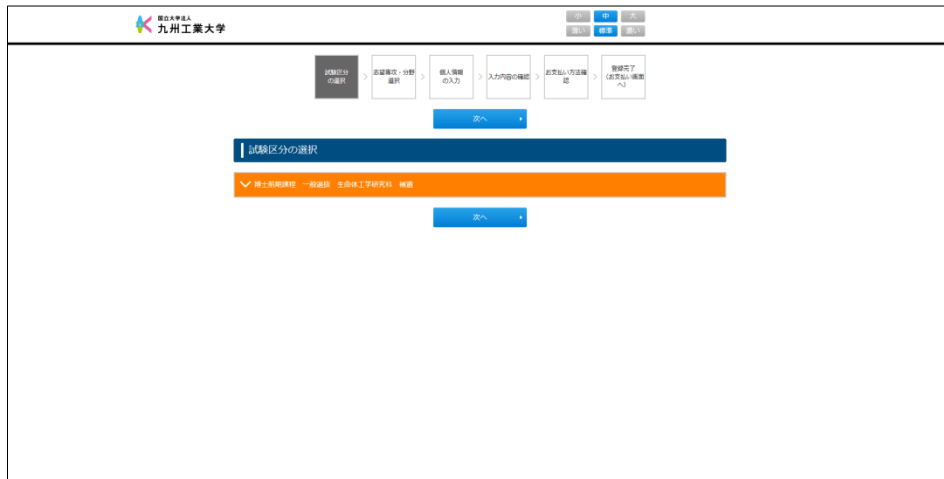 国立大学法人
九州工業大学
小 中 大
薄い 標準 濃い
試験区分
の選択
志望専攻・分野
選択
個人情報
の入力
入力内容の確認
お支払い方法確
認
登録完了
(お支払い画面
へ)
次へ
試験区分の選択
博士前期課程 一般選抜 生命体工学研究科
次へ